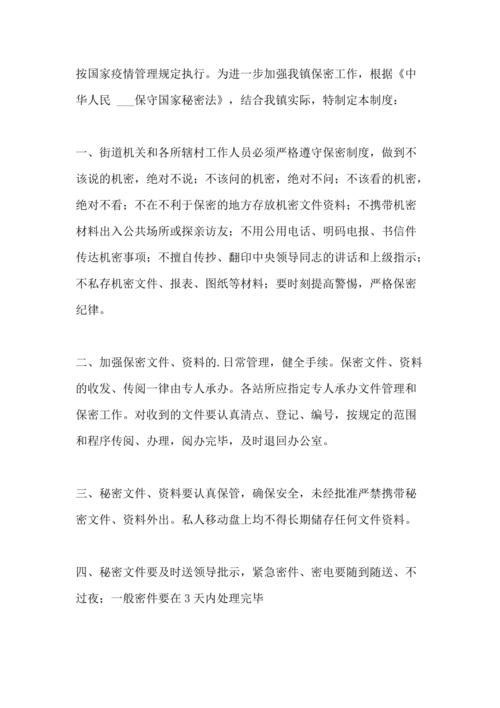 按国家疫情管理规定执行。为进一步加强我镇保密工作，根据《中
华人民 ___保守国家秘密法》，结合我镇实际，特制定本制度：
一、街道机关和各所辖村工作人员必须严格遵守保密制度，做到不
该说的机密，绝对不说；不该问的机密，绝对不问；不该看的机密，
绝对不看；不在不利于保密的地方存放机密文件资料；不携带机密
材料出入公共场所或探亲访友；不用公用电话、明码电报、书信件
传达机密事项；不擅自传抄、翻印中央领导同志的讲话和上级指示；
不私存机密文件、报表、图纸等材料；要时刻提高警惕，严格保密
纪律。
二、加强保密文件、资料的.日常管理，健全手续。保密文件、资料
的收发、传阅一律由专人承办。各站所应指定专人承办文件管理和
保密工作。对收到的文件要认真清点、登记、编号，按规定的范围
和程序传阅、办理，阅办完毕，及时退回办公室。
三、秘密文件、资料要认真保管，确保安全，未经批准严禁携带秘
密文件、资料外出。私人移动盘上均不得长期储存任何文件资料。
四、秘密文件要及时送领导批示，紧急密件、密电要随到随送、不
过夜；一般密件要在 3 天内处理完毕